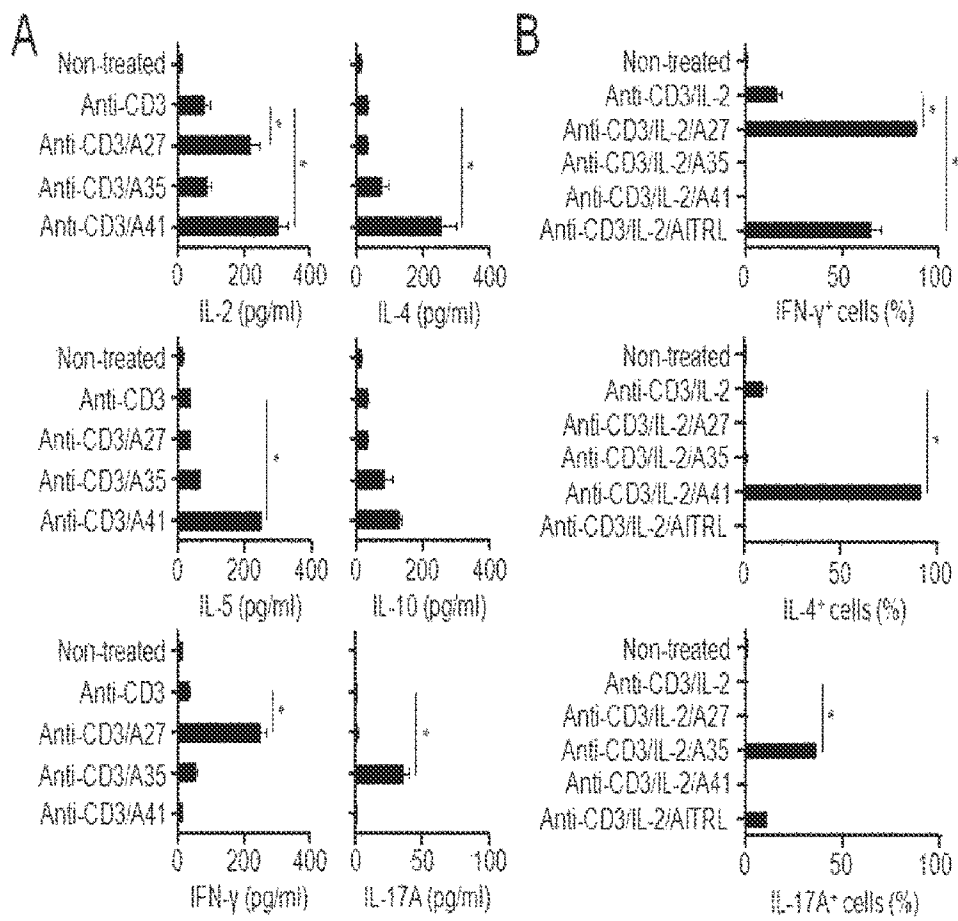 A
B
Non-treated
Anti-CD3
Anti-CD3/A27
Anti-CD3/A35
Anti-CD3/A41
*
*
*
0 200 400
IL-2 (pg/ml)
0 200 400
IL-4 (pg/ml)
Non-treated
Anti-CD3/IL-2
Anti-CD3/IL-2/A27
Anti-CD3/IL-2/A35
Anti-CD3/IL-2/A41
Anti-CD3/IL-2/AITRL
*
*
0 50 100
IFN-γ+ cells (%)
Non-treated
Anti-CD3
Anti-CD3/A27
Anti-CD3/A35
Anti-CD3/A41
*
0 200 400
IL-5 (pg/ml)
0 200 400
IL-10 (pg/ml)
Non-treated
Anti-CD3/IL-2
Anti-CD3/IL-2/A27
Anti-CD3/IL-2/A35
Anti-CD3/IL-2/A41
Anti-CD3/IL-2/AITRL
*
0 50 100
IL-4+ cells (%)
Non-treated
Anti-CD3
Anti-CD3/A27
Anti-CD3/A35
Anti-CD3/A41
*
*
0 200 400
IFN-γ (pg/ml)
0 50 100
IL-17A (pg/ml)
Non-treated
Anti-CD3/IL-2
Anti-CD3/IL-2/A27
Anti-CD3/IL-2/A35
Anti-CD3/IL-2/A41
Anti-CD3/IL-2/AITRL
*
0 50 100
IL-17A+ cells (%)